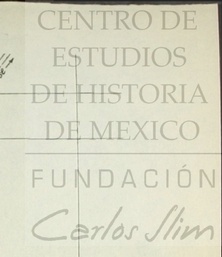 CENTRO DE
ESTUDIOS
DE HISTORIA
DE MEXICO
FUNDACIÓN
Carlos Slim